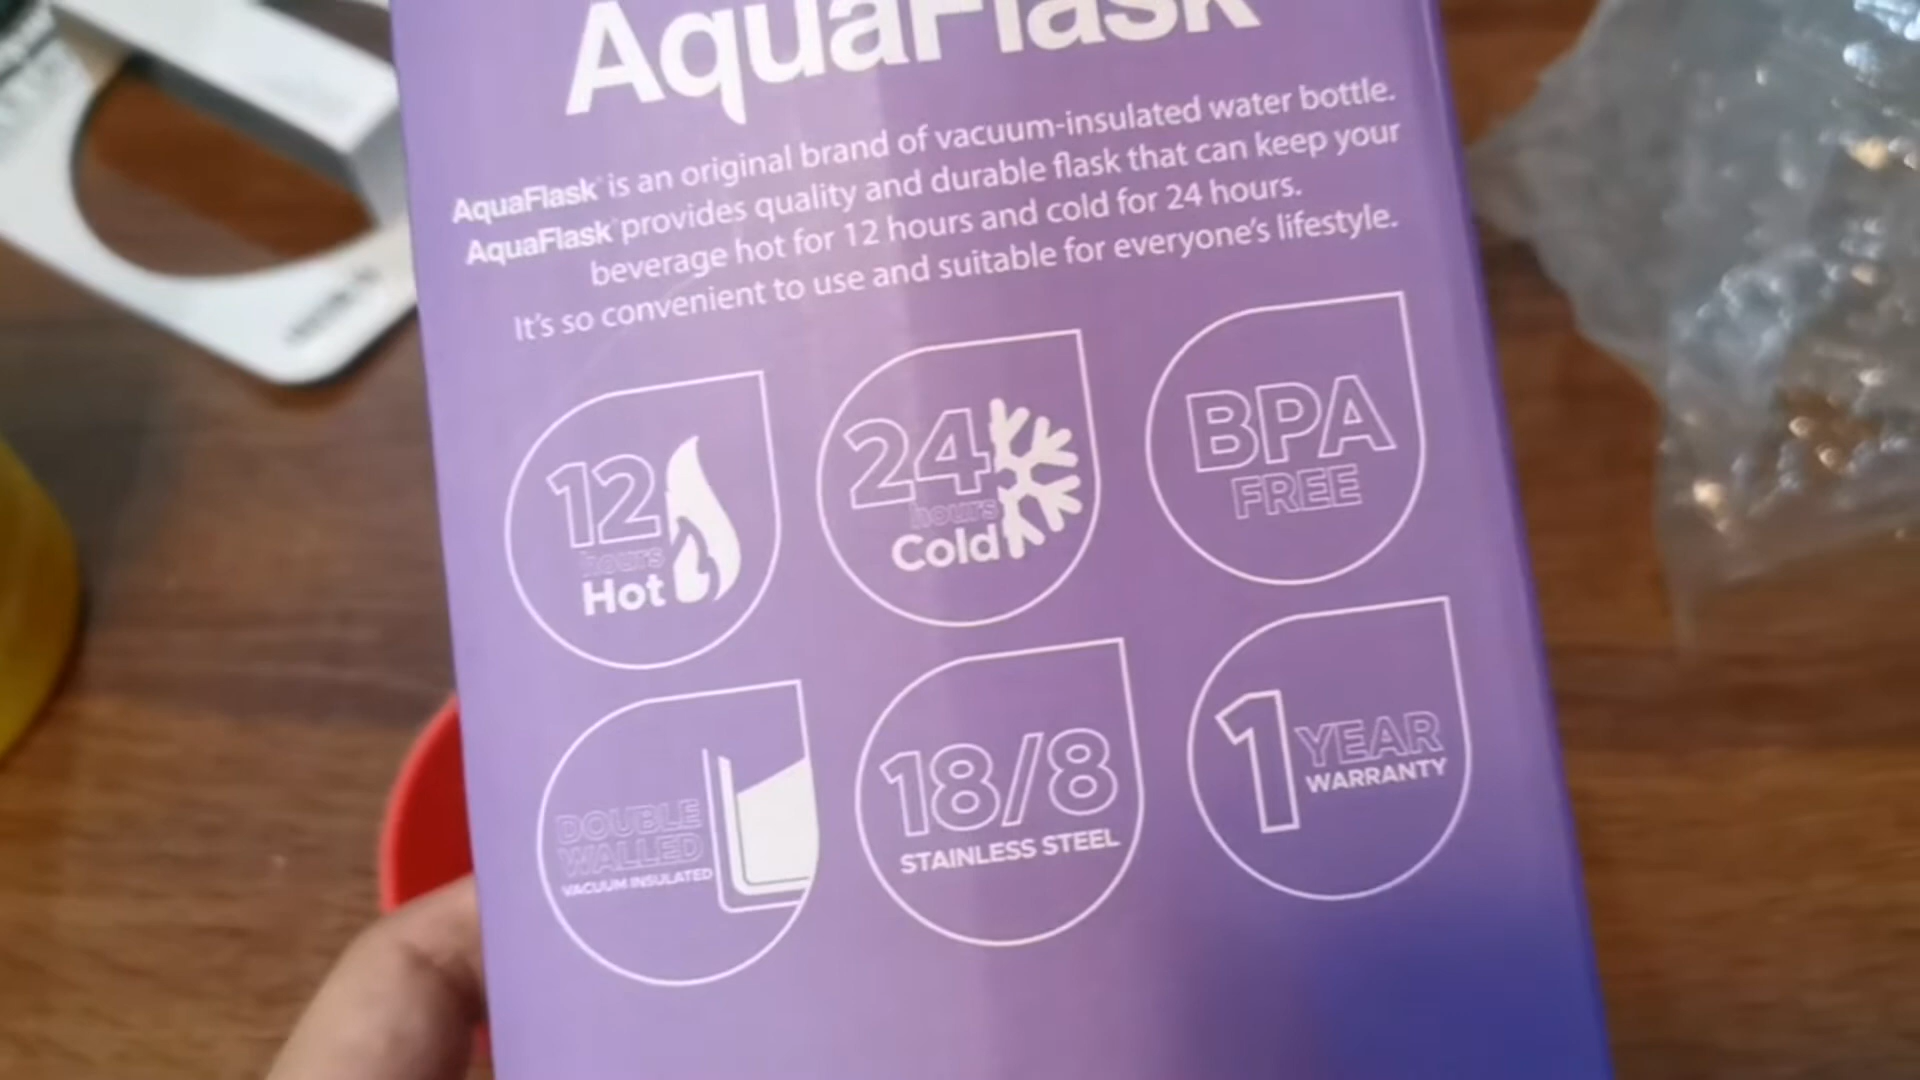 AquaFlask
AquaFlask is an original brand of vacuum-insulated water bottle.
AquaFlask provides quality and durable flask that can keep your
beverage hot for 12 hours and cold for 24 hours.
It's so convenient to use and suitable for everyone's lifestyle.
12
hours
Hot
24
hours
Cold
BPA
FREE
DOUBLE
WALLED
VACUUM INSULATED
18/8
STAINLESS STEEL
1 YEAR
WARRANTY